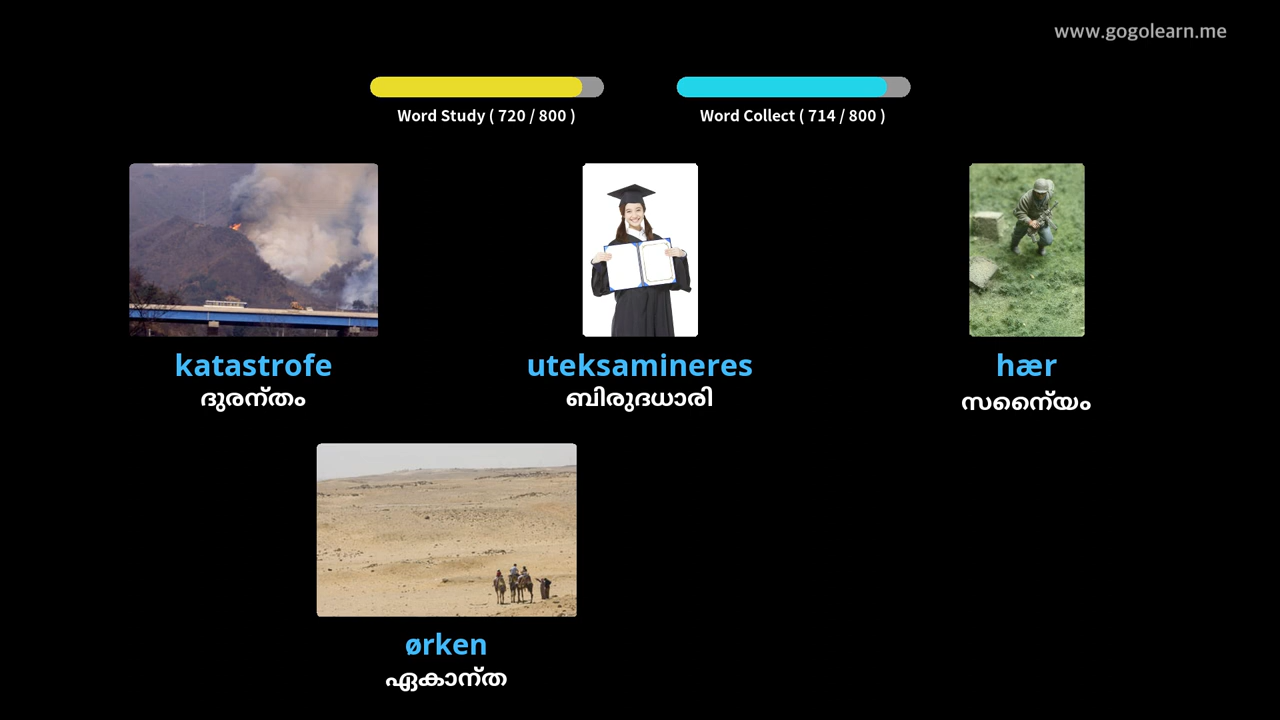 www.gogolearn.me
Word Study ( 720 / 800 )
Word Collect ( 714 / 800 )
katastrofe
ദുരന്തം
uteksamineres
ബിരുദധാരി
hær
സൈന്യം
ørken
ഏകാന്ത